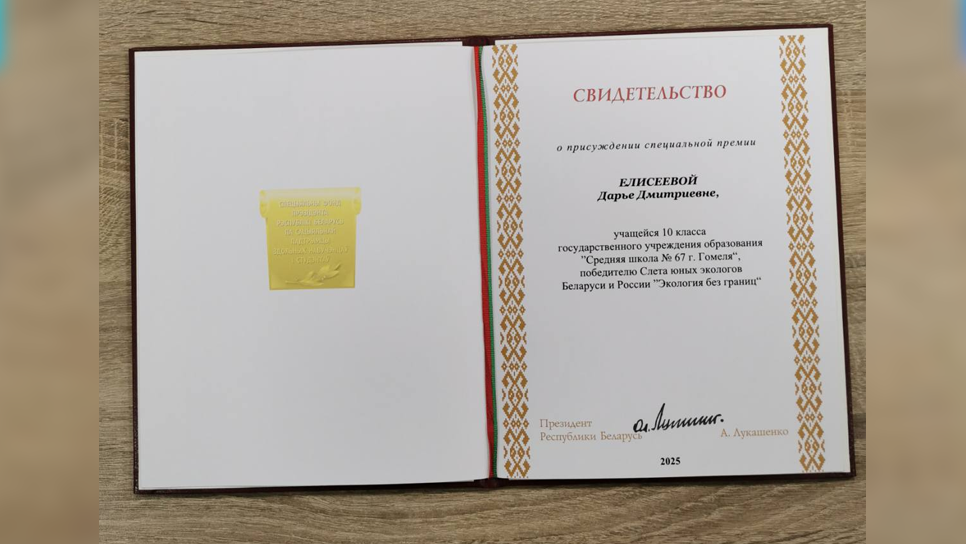 СВИДЕТЕЛЬСТВО
о присуждении специальной премии
ЕЛИСЕЕВОЙ
Дарье Дмитриевне,
учащейся 10 класса
государственного учреждения образования
"Средняя школа № 67 г. Гомеля",
победителю Слета юных экологов
Беларуси и России "Экология без границ"
Президент
Республики Беларусь
А. Лукашенко
2025